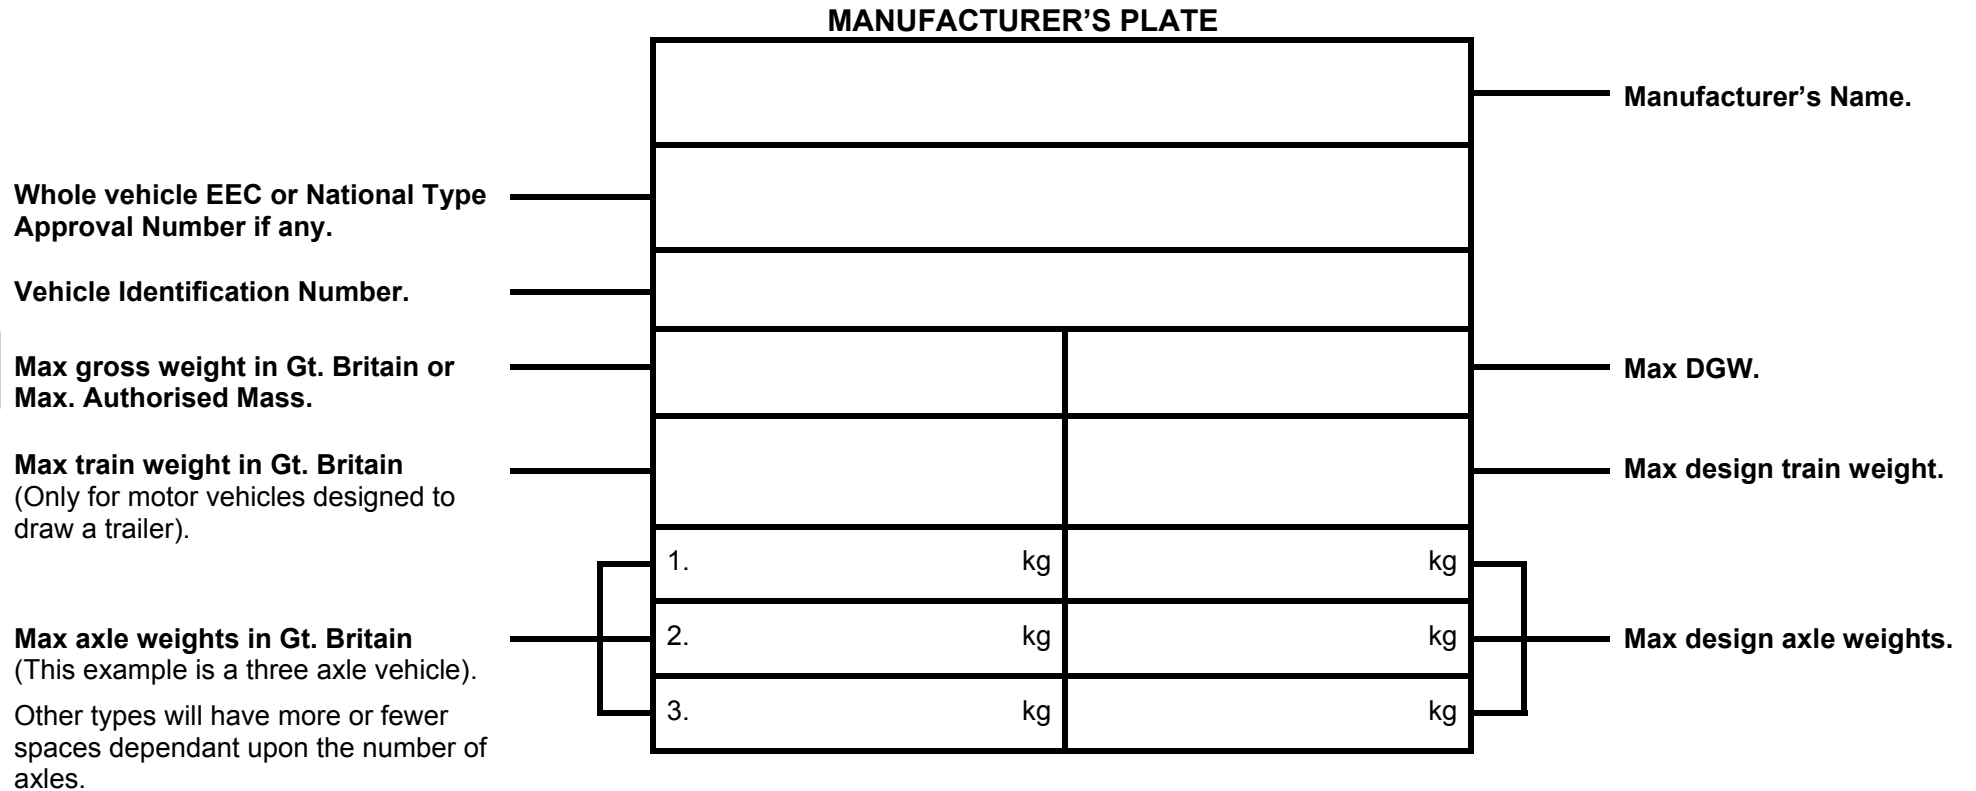 MANUFACTURER’S PLATE
Manufacturer’s Name.
Whole vehicle EEC or National Type
Approval Number if any.
Vehicle Identification Number.
Max gross weight in Gt. Britain or
Max. Authorised Mass.
Max DGW.
Max train weight in Gt. Britain
(Only for motor vehicles designed to
draw a trailer).
Max design train weight.
1. kg kg
2. kg kg
3. kg kg
Max axle weights in Gt. Britain
(This example is a three axle vehicle).
Other types will have more or fewer
spaces dependant upon the number of
axles.
Max design axle weights.